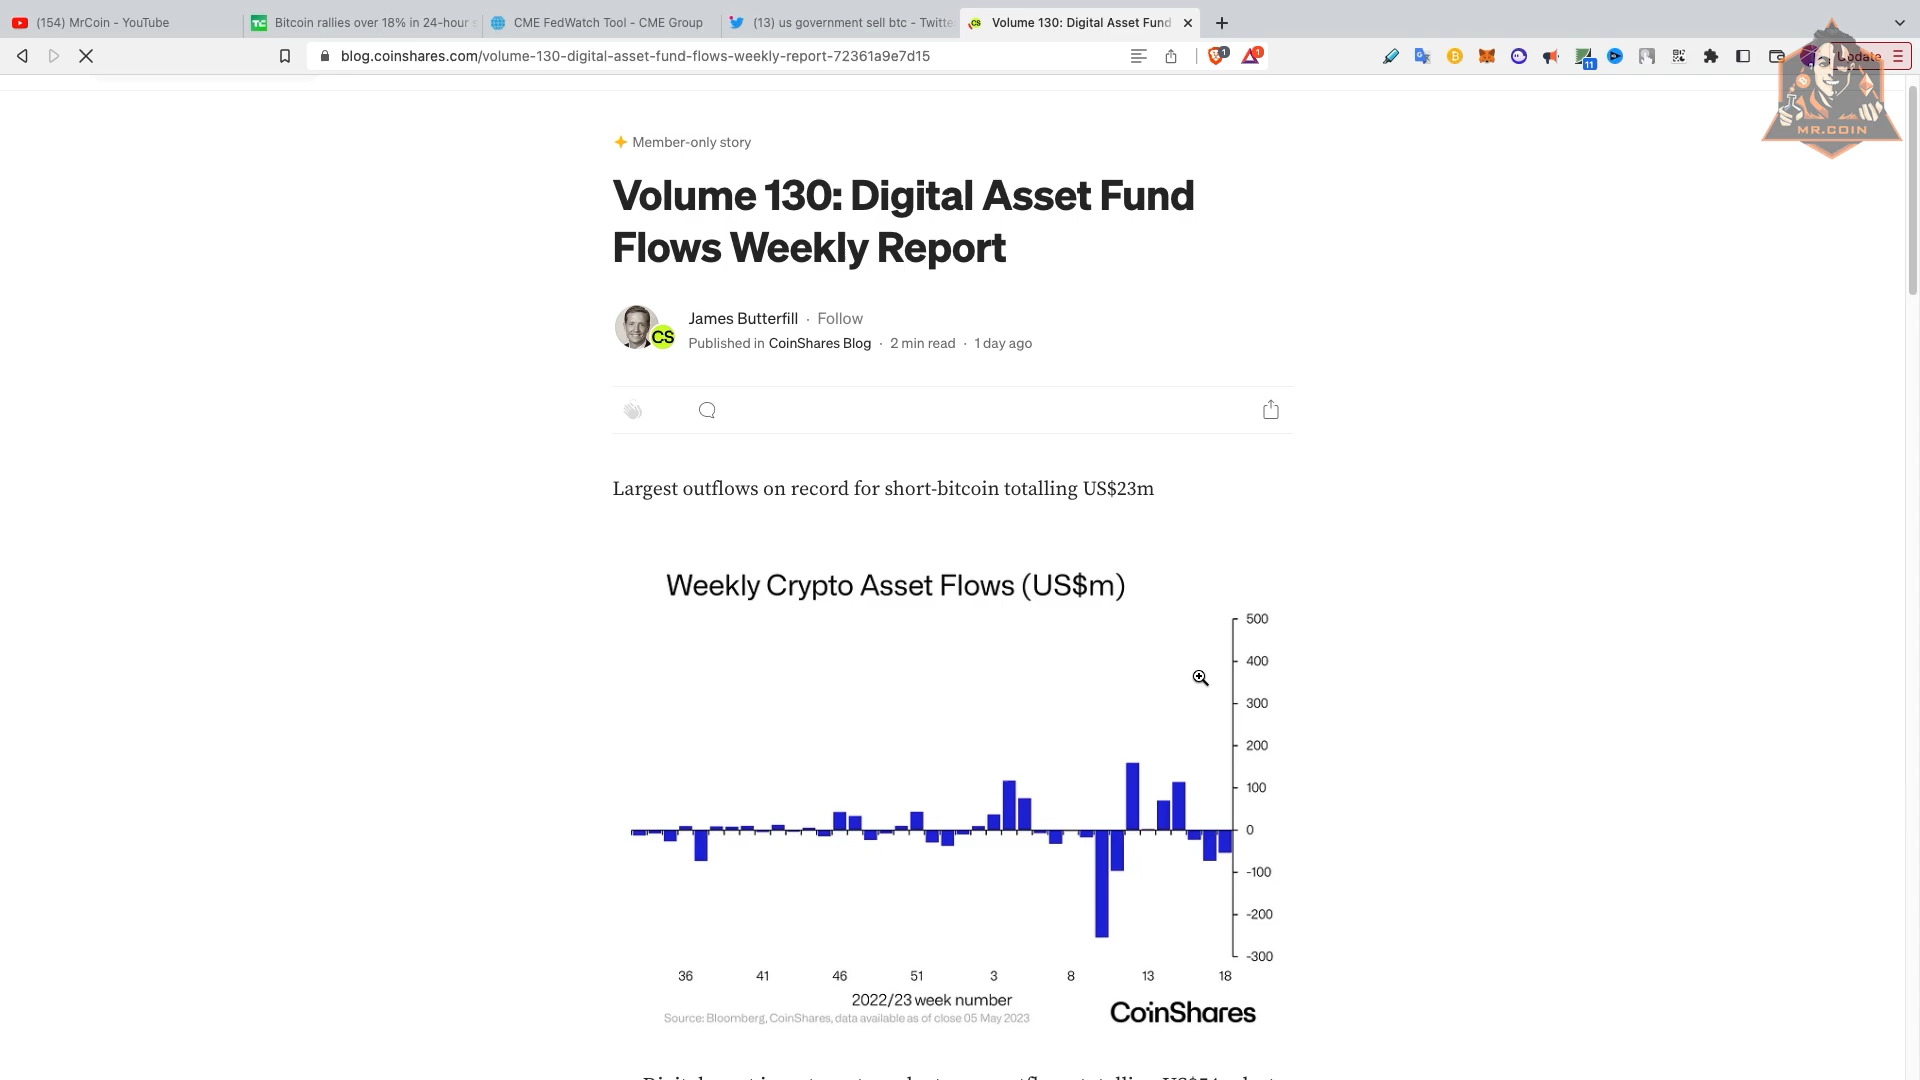 (154) MrCoin - YouTube
Bitcoin rallies over 18% in 24-hour
CME FedWatch Tool - CME Group
(13) us government sell btc - Twitte
Volume 130: Digital Asset Fund
blog.coinshares.com/volume-130-digital-asset-fund-flows-weekly-report-72361a9e7d15
1
1
11
Update
MR.COIN
Member-only story
Volume 130: Digital Asset Fund
Flows Weekly Report
CS
James Butterfill · Follow
Published in CoinShares Blog · 2 min read · 1 day ago
Largest outflows on record for short-bitcoin totalling US$23m
Weekly Crypto Asset Flows (US$m)
500
400
300
200
100
0
-100
-200
-300
36 41 46 51 3 8 13 18
2022/23 week number
Source: Bloomberg, CoinShares, data available as of close 05 May 2023
CoinShares